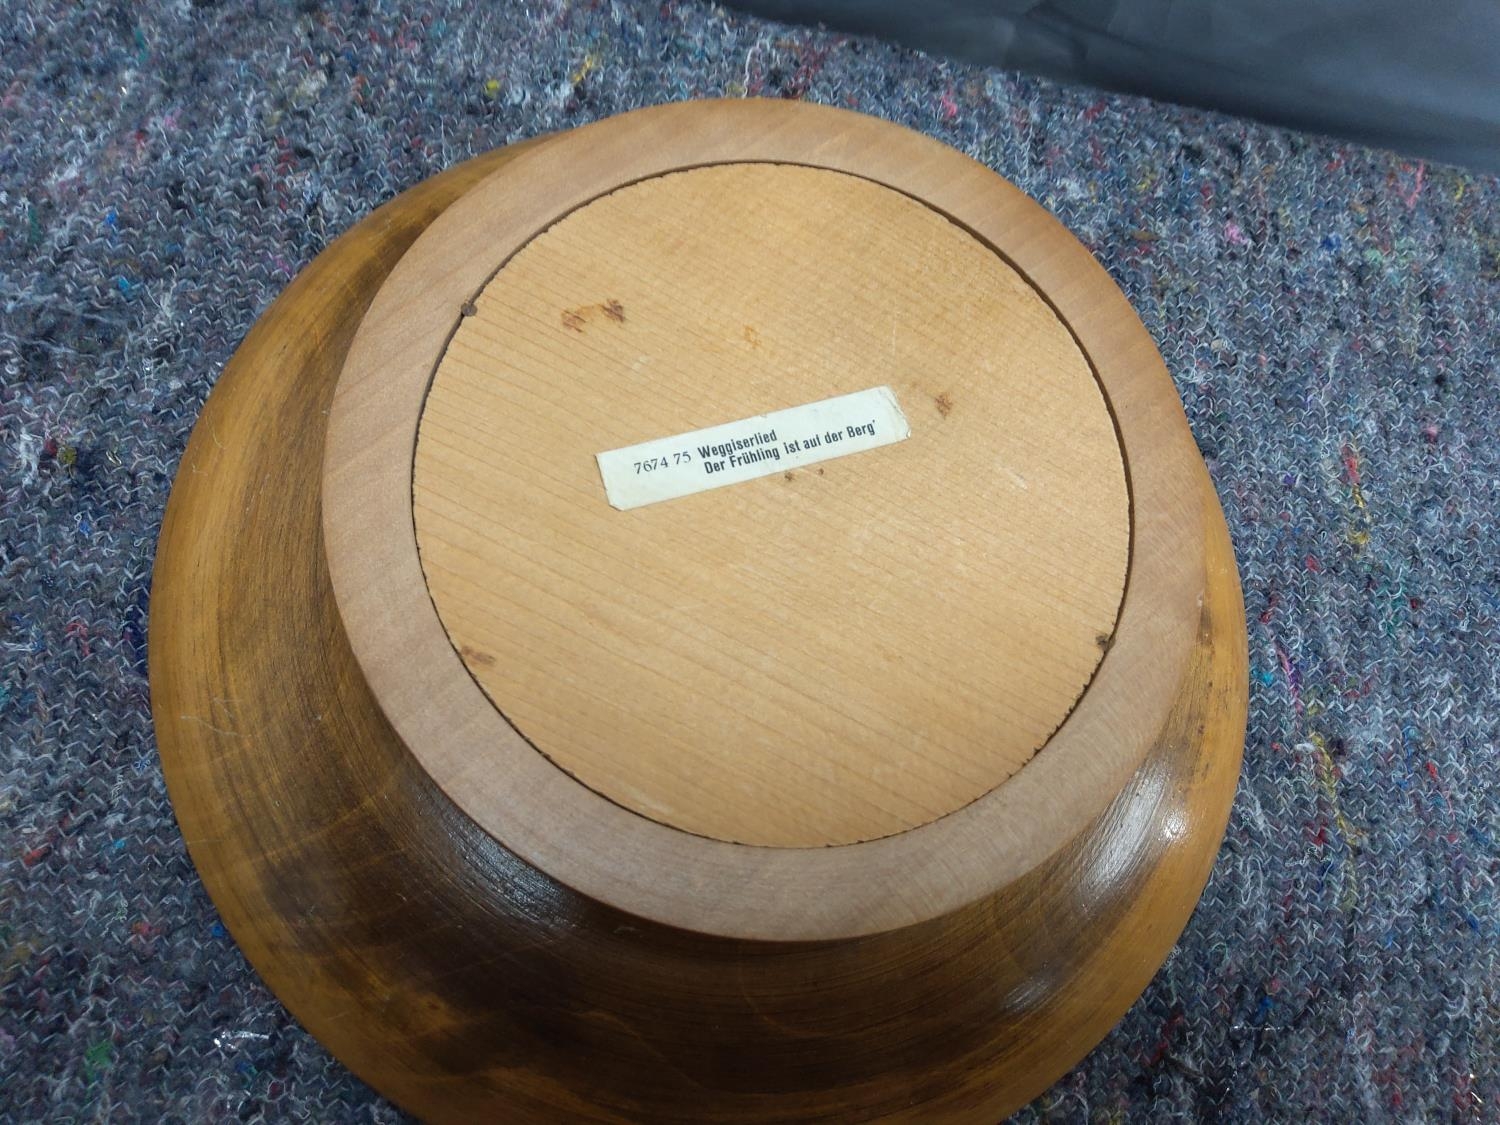 7674 75 Weggiserlied
Der Frühling ist auf der Berg'